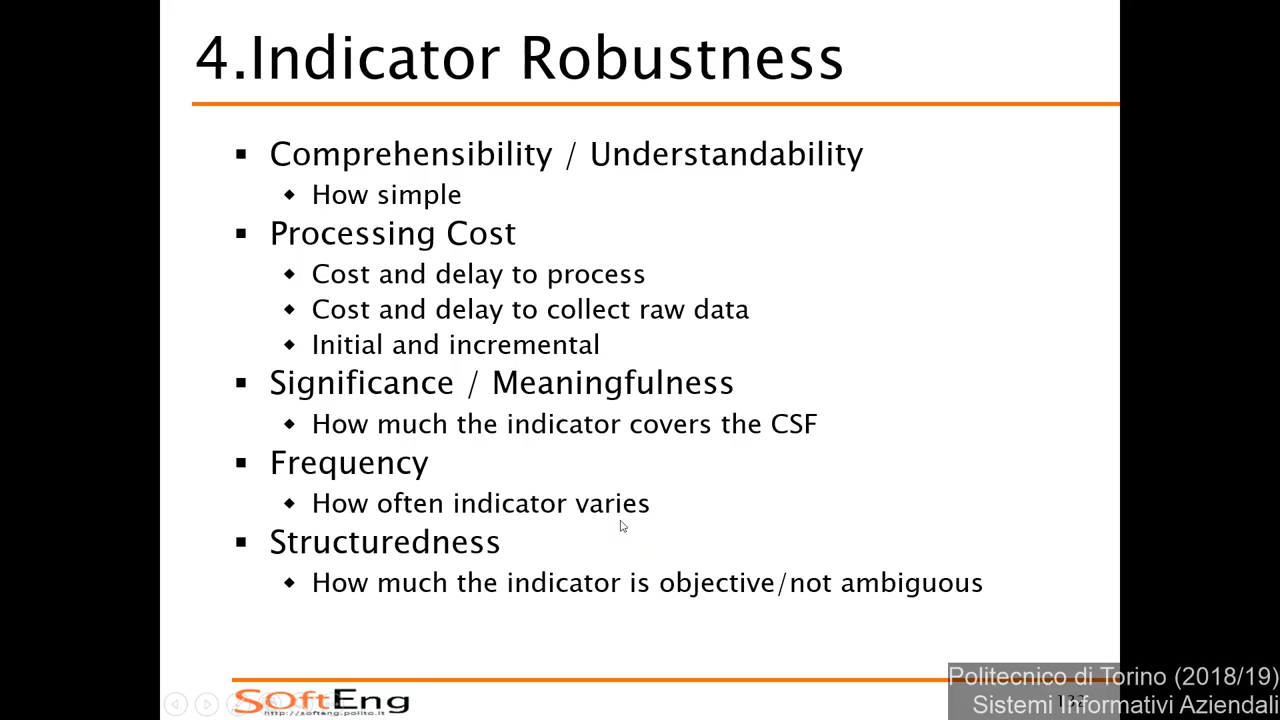 4.Indicator Robustness
▪ Comprehensibility / Understandability
◆ How simple
▪ Processing Cost
◆ Cost and delay to process
◆ Cost and delay to collect raw data
◆ Initial and incremental
▪ Significance / Meaningfulness
◆ How much the indicator covers the CSF
▪ Frequency
◆ How often indicator varies
▪ Structuredness
◆ How much the indicator is objective/not ambiguous
SoftEng
http://softeng.polito.it
Politecnico di Torino (2018/19)
Sistemi Informativi Aziendali